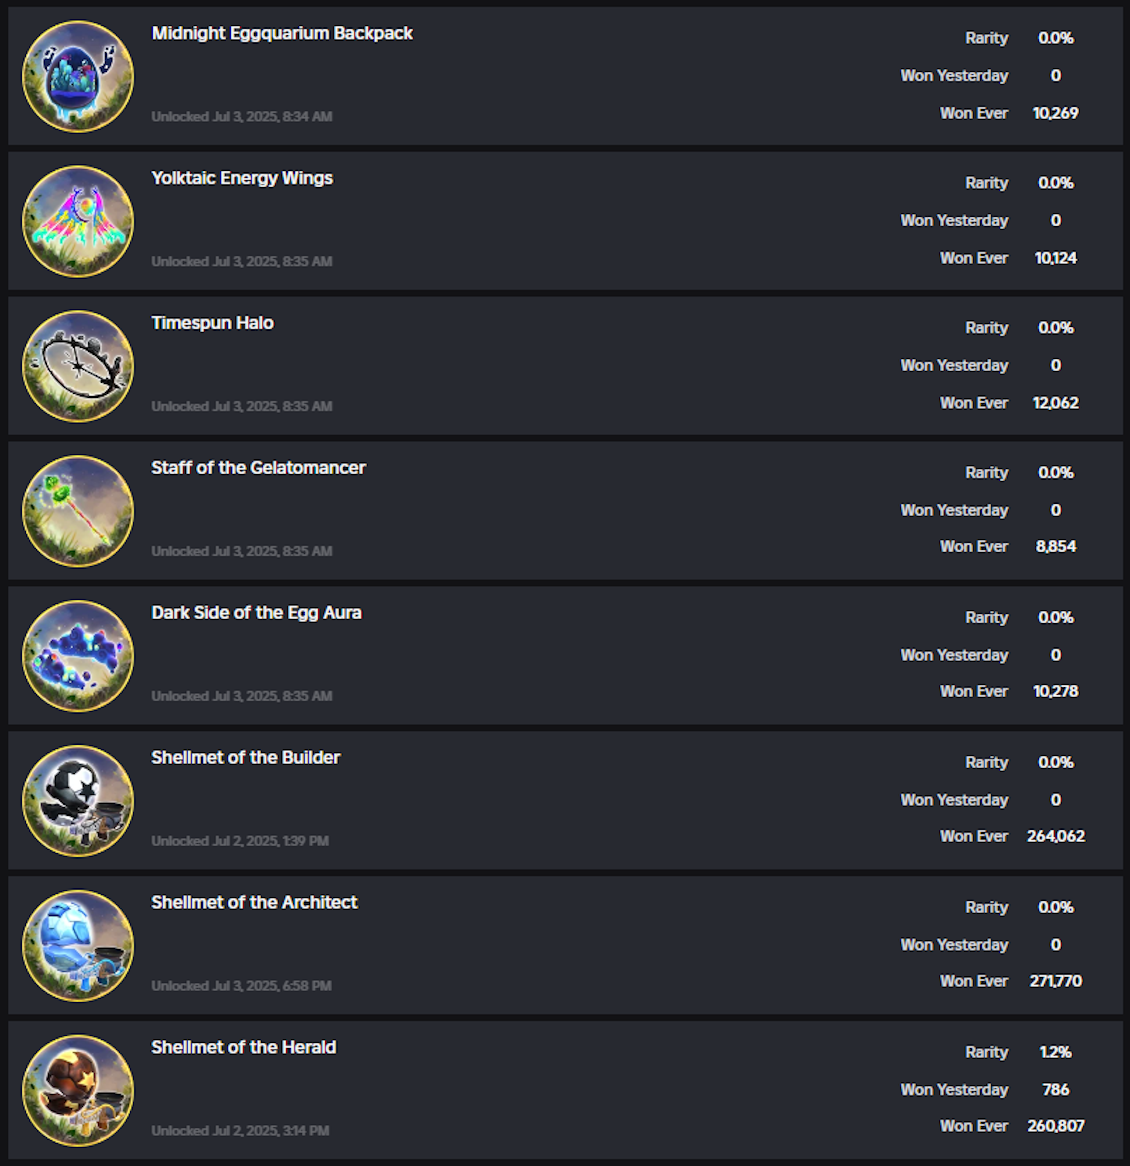 Midnight Eggquarium Backpack
Rarity 0.0%
Won Yesterday 0
Won Ever 10,269
Unlocked Jul 3, 2025, 8:34 AM
Yolktaic Energy Wings
Rarity 0.0%
Won Yesterday 0
Won Ever 10,124
Unlocked Jul 3, 2025, 8:35 AM
Timespun Halo
Rarity 0.0%
Won Yesterday 0
Won Ever 12,062
Unlocked Jul 3, 2025, 8:35 AM
Staff of the Gelatomancer
Rarity 0.0%
Won Yesterday 0
Won Ever 8,854
Unlocked Jul 3, 2025, 8:35 AM
Dark Side of the Egg Aura
Rarity 0.0%
Won Yesterday 0
Won Ever 10,278
Unlocked Jul 3, 2025, 8:35 AM
Shellmet of the Builder
Rarity 0.0%
Won Yesterday 0
Won Ever 264,062
Unlocked Jul 2, 2025, 1:39 PM
Shellmet of the Architect
Rarity 0.0%
Won Yesterday 0
Won Ever 271,770
Unlocked Jul 3, 2025, 6:58 PM
Shellmet of the Herald
Rarity 1.2%
Won Yesterday 786
Won Ever 260,807
Unlocked Jul 2, 2025, 3:14 PM